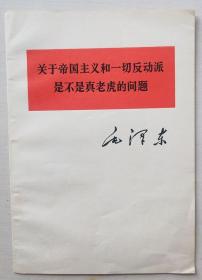 关于帝国主义和一切反动派
是不是真老虎的问题
毛泽东